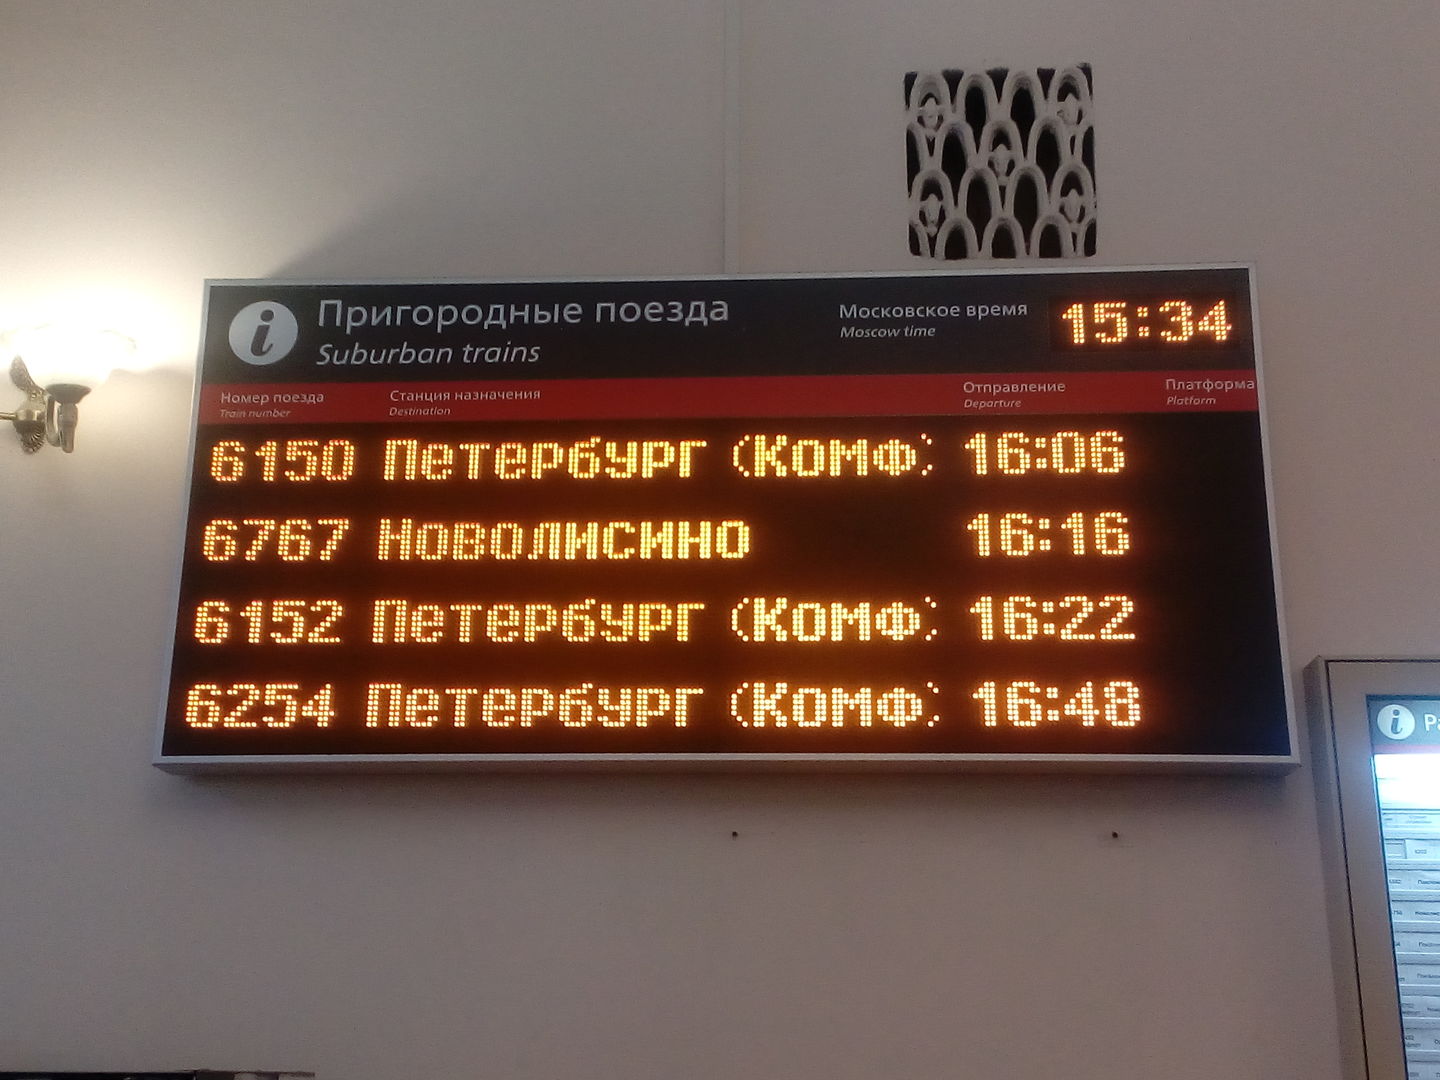 i Пригородные поезда
Suburban trains
Московское время 15:34
Moscow time
Номер поезда Станция назначения Отправление Платформа
Train number Destination Departure Platform
6150 Петербург (КОМФ) 16:06
6767 Новолисино 16:16
6152 Петербург (КОМФ) 16:22
6254 Петербург (КОМФ) 16:48
i Ра